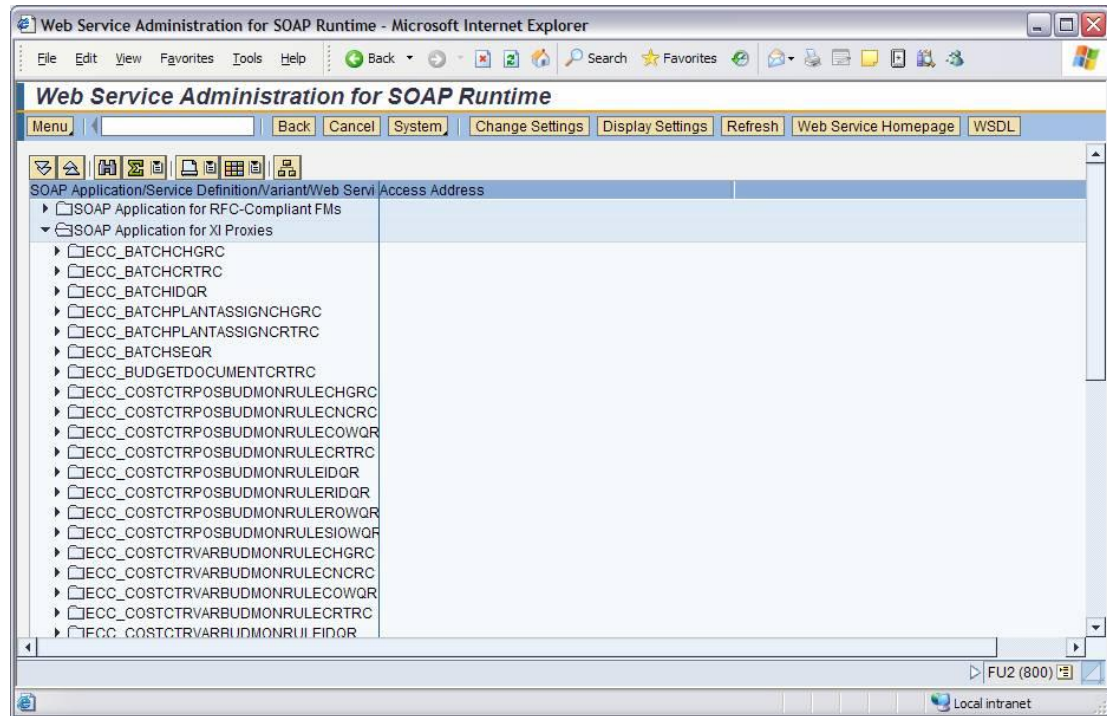 Web Service Administration for SOAP Runtime - Microsoft Internet Explorer
File Edit View Favorites Tools Help Back Search Favorites
Web Service Administration for SOAP Runtime
Menu Back Cancel System Change Settings Display Settings Refresh Web Service Homepage WSDL
SOAP Application/Service Definition/Variant/Web Servi Access Address
SOAP Application for RFC-Compliant FMs
SOAP Application for XI Proxies
ECC_BATCHCHGRC
ECC_BATCHCRTRC
ECC_BATCHIDQR
ECC_BATCHPLANTASSIGNCHGRC
ECC_BATCHPLANTASSIGNCRTRC
ECC_BATCHSEQR
ECC_BUDGETDOCUMENTCRTRC
ECC_COSTCTRPOSBUDMONRULECHGRC
ECC_COSTCTRPOSBUDMONRULECNCRC
ECC_COSTCTRPOSBUDMONRULECOWQR
ECC_COSTCTRPOSBUDMONRULECRTRC
ECC_COSTCTRPOSBUDMONRULEIDQR
ECC_COSTCTRPOSBUDMONRULERIDQR
ECC_COSTCTRPOSBUDMONRULEROWQR
ECC_COSTCTRPOSBUDMONRULESIOWQR
ECC_COSTCTRVARBUDMONRULECHGRC
ECC_COSTCTRVARBUDMONRULECNCRC
ECC_COSTCTRVARBUDMONRULECOWQR
ECC_COSTCTRVARBUDMONRULECRTRC
ECC_COSTCTRVARBUDMONRULEIDQR
FU2 (800)
Local intranet